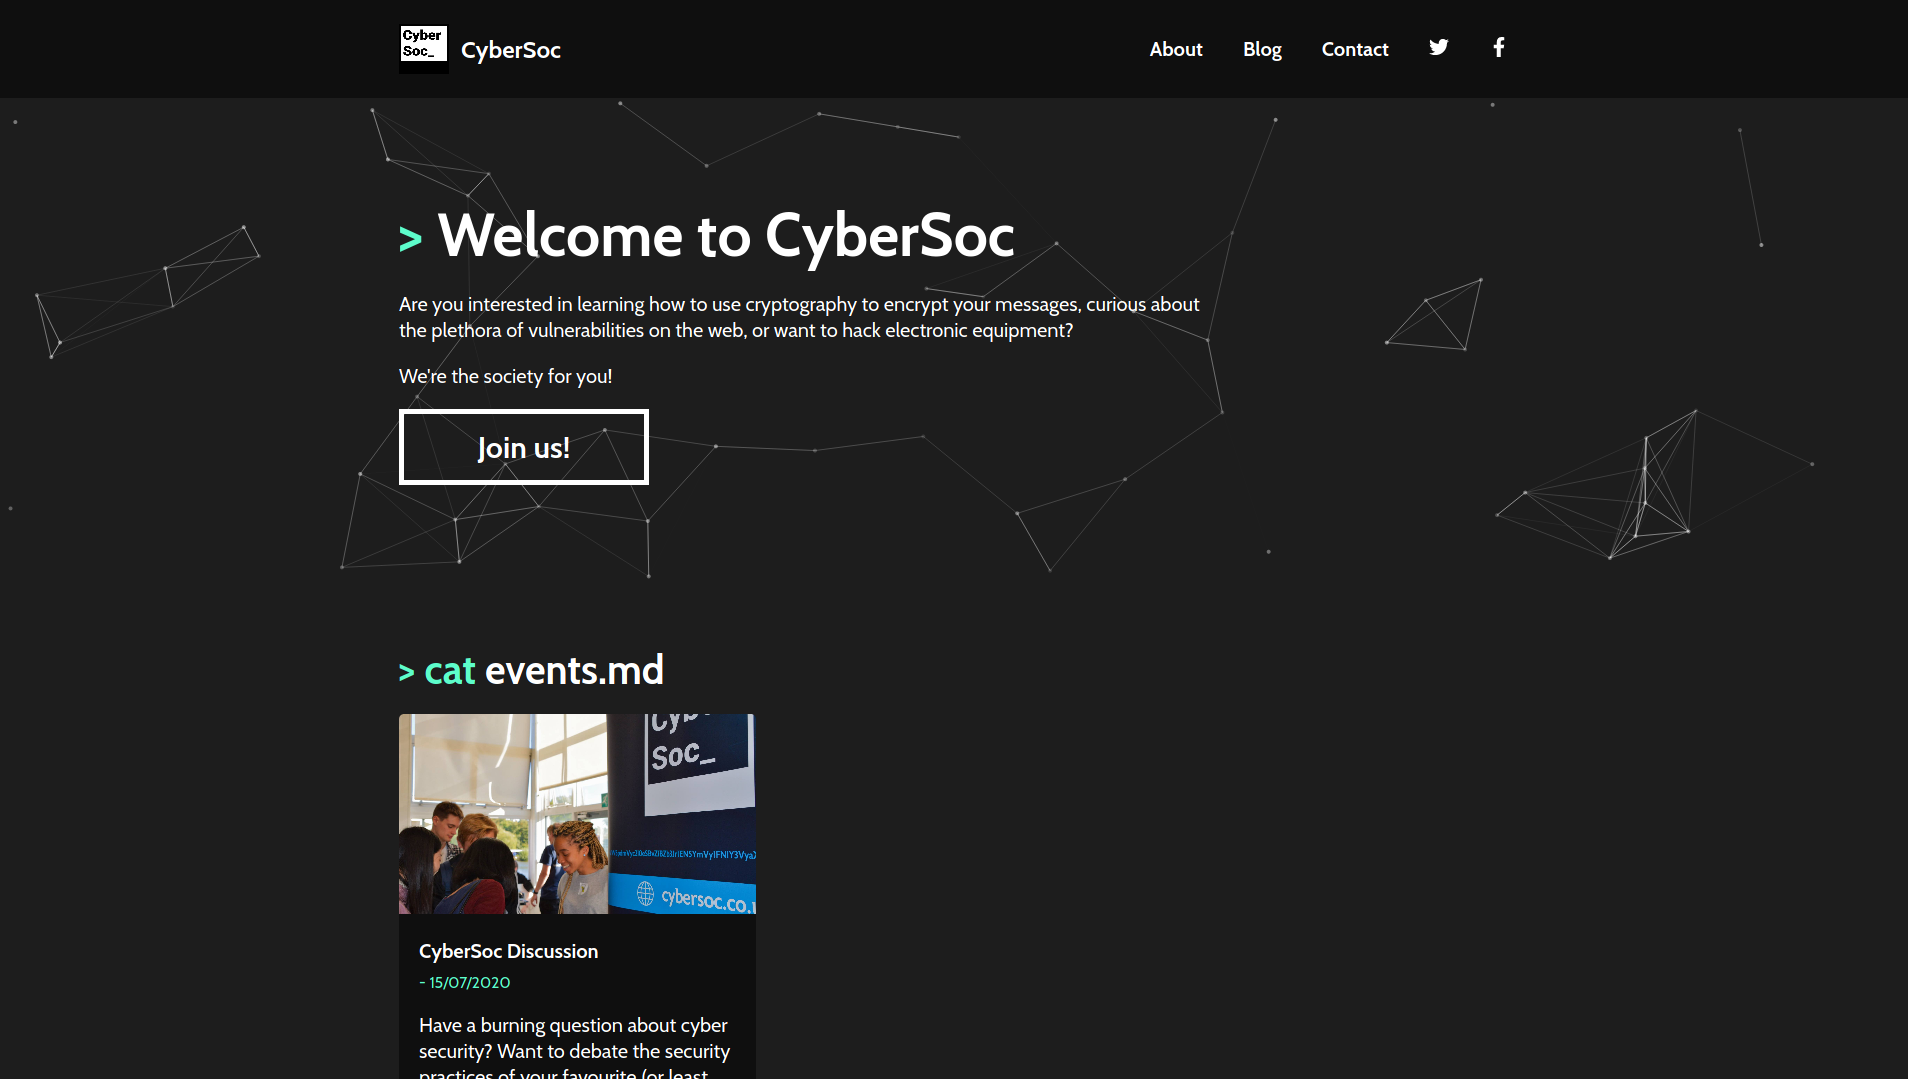 Cyber
Soc_
CyberSoc
About
Blog
Contact
> Welcome to CyberSoc
Are you interested in learning how to use cryptography to encrypt your messages, curious about
the plethora of vulnerabilities on the web, or want to hack electronic equipment?
We're the society for you!
Join us!
> cat events.md
Soc_
cybersoc.co.
CyberSoc Discussion
- 15/07/2020
Have a burning question about cyber
security? Want to debate the security
practices of your favourite (or least